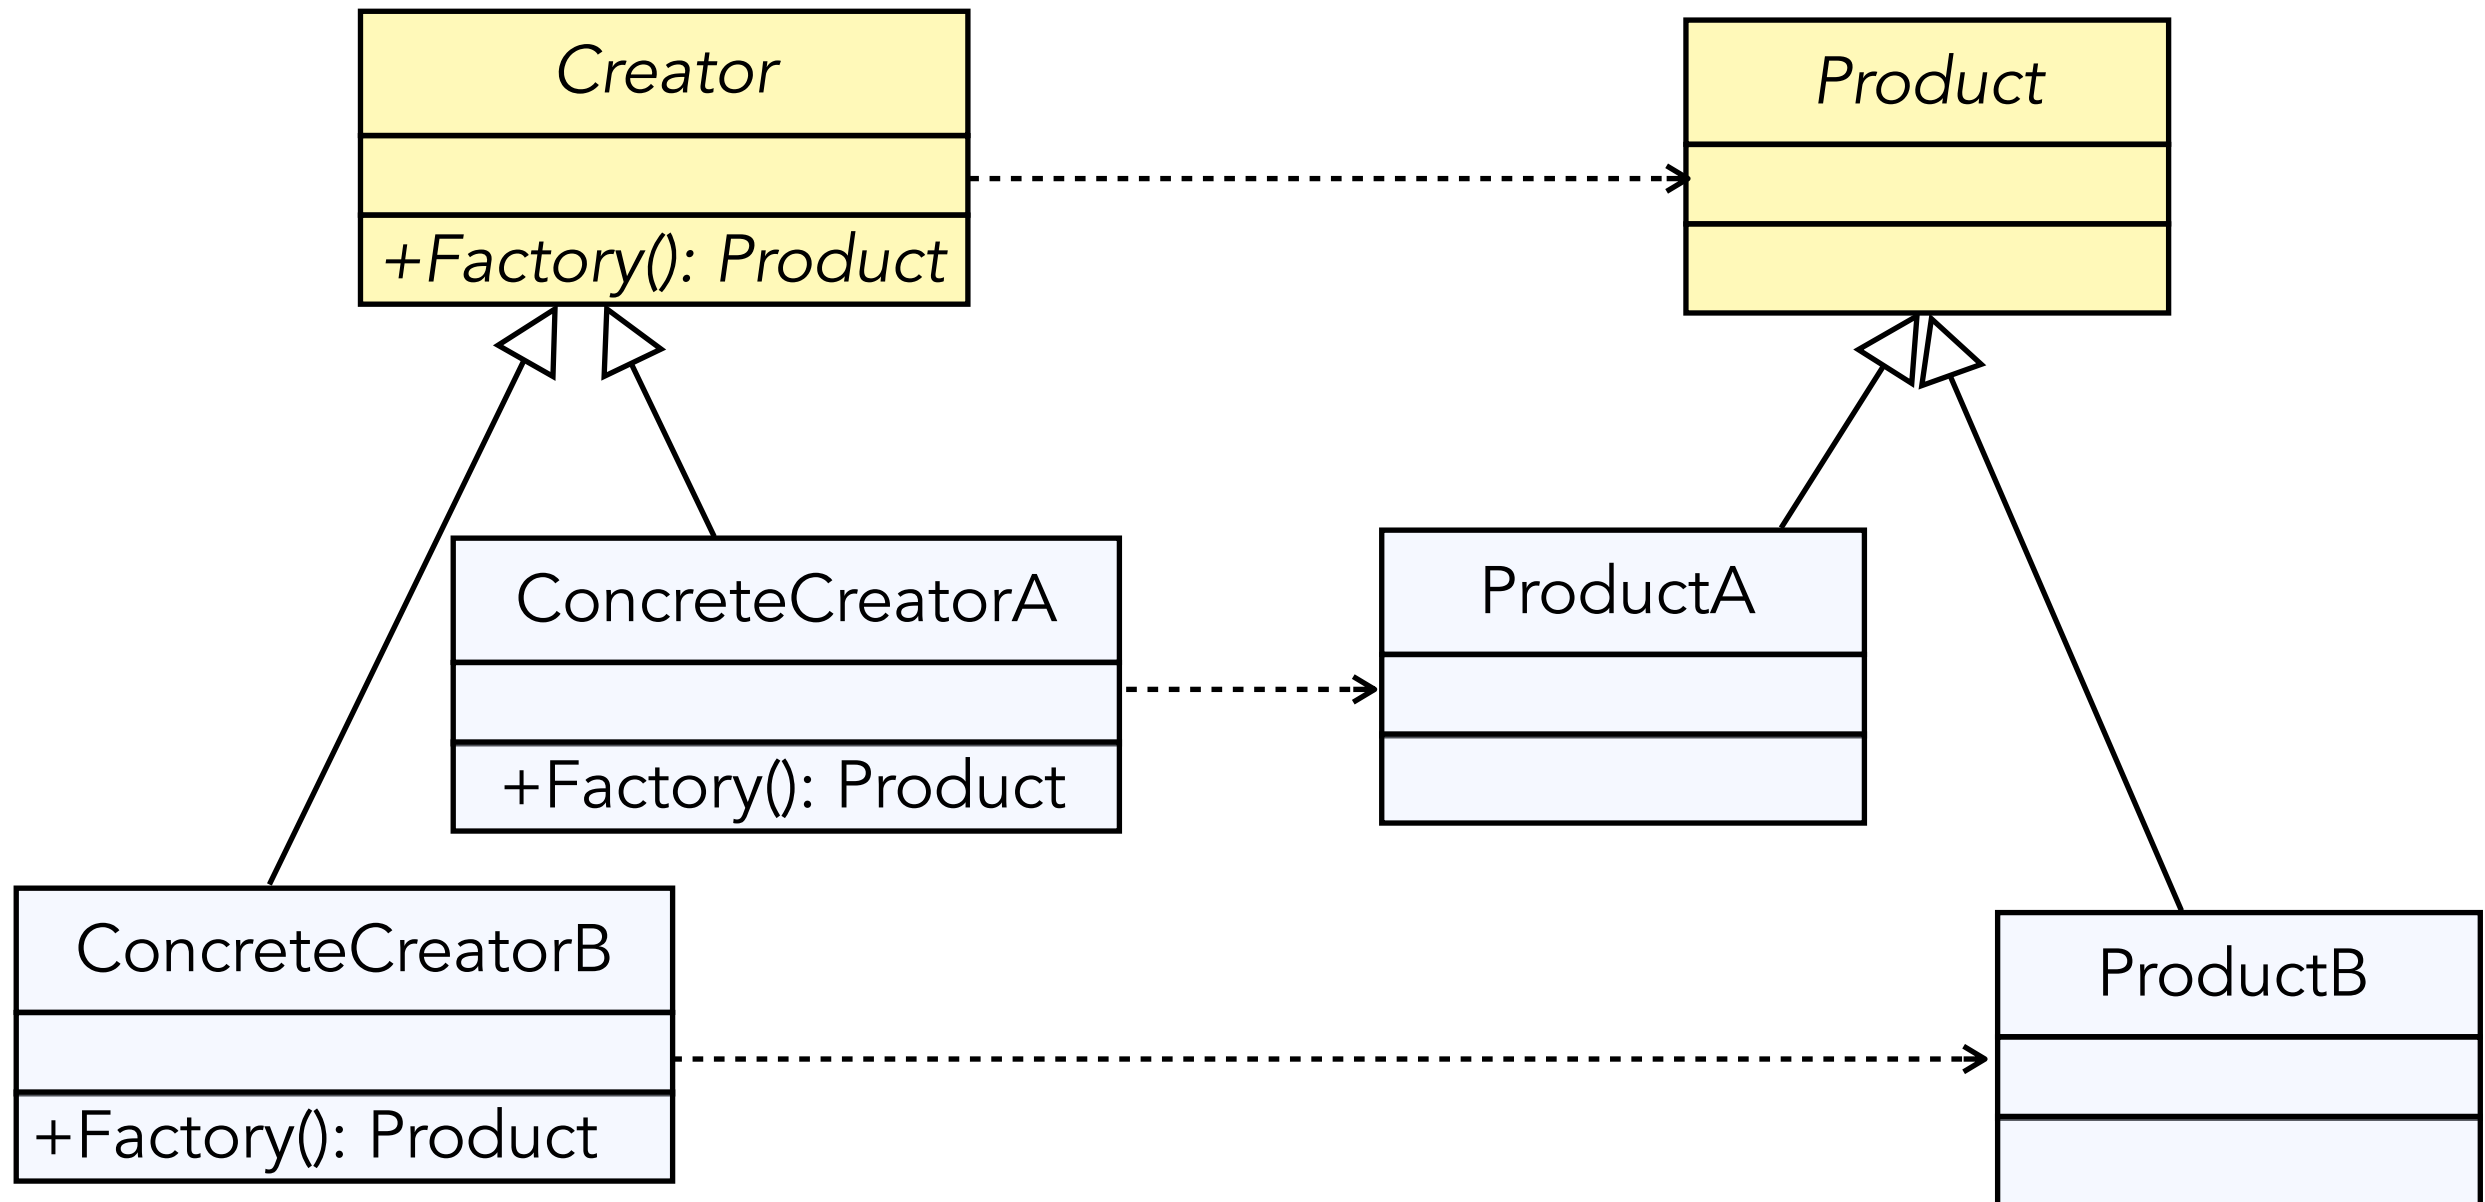 Creator
+Factory(): Product
Product
ConcreteCreatorA
+Factory(): Product
ProductA
ConcreteCreatorB
+Factory(): Product
ProductB